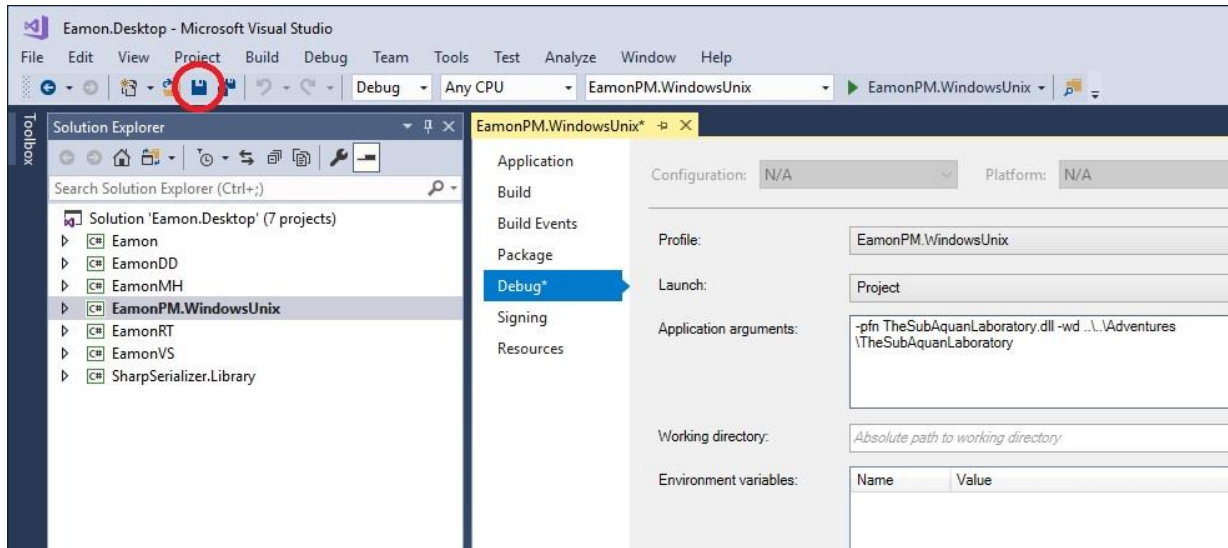 Eamon.Desktop - Microsoft Visual Studio
File Edit View Project Build Debug Team Tools Test Analyze Window Help
Debug Any CPU EamonPM.WindowsUnix EamonPM.WindowsUnix
Toolbox
Solution Explorer
Search Solution Explorer (Ctrl+;)
Solution 'Eamon.Desktop' (7 projects)
C# Eamon
C# EamonDD
C# EamonMH
C# EamonPM.WindowsUnix
C# EamonRT
C# EamonVS
C# SharpSerializer.Library
EamonPM.WindowsUnix*
Application
Build
Build Events
Package
Debug*
Signing
Resources
Configuration: N/A Platform: N/A
Profile: EamonPM.WindowsUnix
Launch: Project
Application arguments: -pfn TheSubAquanLaboratory.dll -wd ..\..\Adventures
\TheSubAquanLaboratory
Working directory: Absolute path to working directory
Environment variables: Name Value